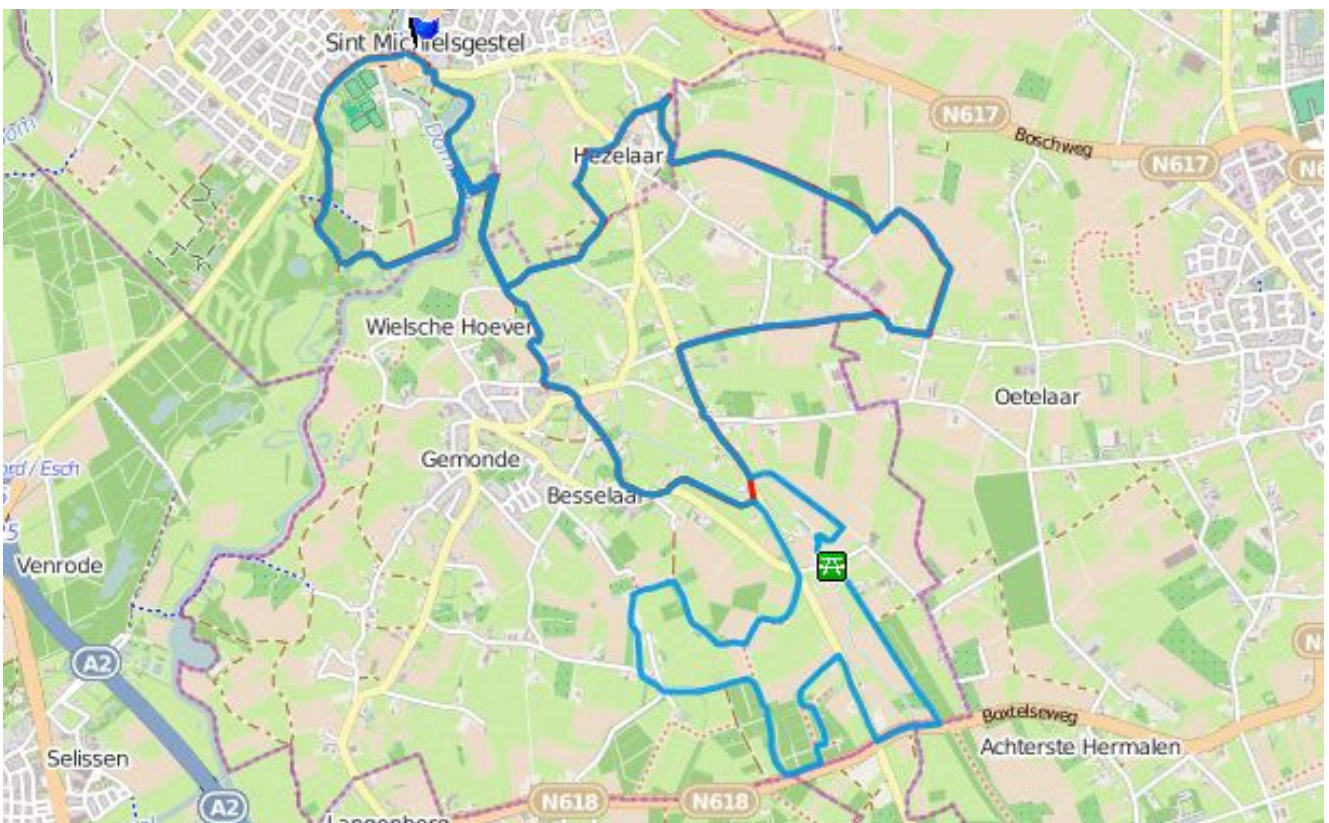 Sint Michielsgestel
N617
Boschweg
N617
Hezelaar
Wielsche Hoeven
Oetelaar
Gemonde
Besselaar
Venrode
A2
Boxtelseweg
Achterste Hermalen
Selissen
N618
N618
A2